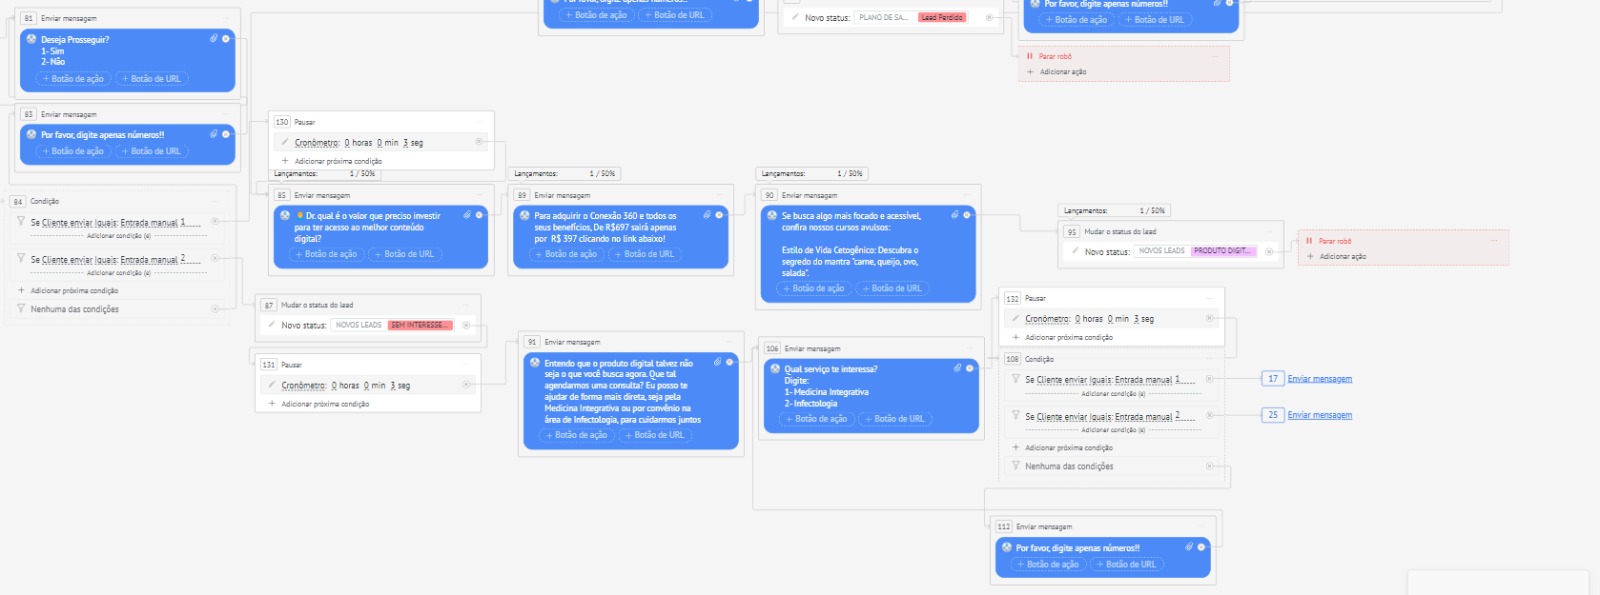 Por favor, digite apenas números!!
+ Botão de ação + Botão de URL
Novo status: PLANO DE SA... Lead Perdido
Por favor, digite apenas números!!
+ Botão de ação + Botão de URL
Parar robô
+ Adicionar ação
81 Enviar mensagem
Deseja Prosseguir?
1- Sim
2- Não
+ Botão de ação + Botão de URL
83 Enviar mensagem
Por favor, digite apenas números!!
+ Botão de ação + Botão de URL
84 Condição
Se Cliente enviar Iguais: Entrada manual 1
Adicionar condição (s)
Se Cliente enviar Iguais: Entrada manual 2
Adicionar condição (s)
+ Adicionar próxima condição
Nenhuma das condições
130 Pausar
Cronômetro: 0 horas 0 min 3 seg
+ Adicionar próxima condição
Lançamentos: 1 / 50%
85 Enviar mensagem
Dr. qual é o valor que preciso investir
para ter acesso ao melhor conteúdo
digital?
+ Botão de ação + Botão de URL
Lançamentos: 1 / 50%
89 Enviar mensagem
Para adquirir o Conexão 360 e todos os
seus benefícios, De R$697 sairá apenas
por R$ 397 clicando no link abaixo!
+ Botão de ação + Botão de URL
Lançamentos: 1 / 50%
90 Enviar mensagem
Se busca algo mais focado e acessível,
confira nossos cursos avulsos:
Estilo de Vida Cetogênico: Descubra o
segredo do mantra "carne, queijo, ovo,
salada".
+ Botão de ação + Botão de URL
Lançamentos: 1 / 50%
95 Mudar o status do lead
Novo status: NOVOS LEADS PRODUTO DIGIT...
Parar robô
+ Adicionar ação
87 Mudar o status do lead
Novo status: NOVOS LEADS SEM INTERESSE...
131 Pausar
Cronômetro: 0 horas 0 min 3 seg
+ Adicionar próxima condição
91 Enviar mensagem
Entendo que o produto digital talvez não
seja o que você busca agora. Que tal
agendarmos uma consulta? Eu posso te
ajudar de forma mais direta, seja pela
Medicina Integrativa ou por convênio na
área de Infectologia, para cuidarmos juntos
+ Botão de ação + Botão de URL
106 Enviar mensagem
Qual serviço te interessa?
Digite:
1- Medicina Integrativa
2- Infectologia
+ Botão de ação + Botão de URL
132 Pausar
Cronômetro: 0 horas 0 min 3 seg
+ Adicionar próxima condição
108 Condição
Se Cliente enviar Iguais: Entrada manual 1
Adicionar condição (s)
Se Cliente enviar Iguais: Entrada manual 2
Adicionar condição (s)
+ Adicionar próxima condição
Nenhuma das condições
17 Enviar mensagem
25 Enviar mensagem
112 Enviar mensagem
Por favor, digite apenas números!!
+ Botão de ação + Botão de URL